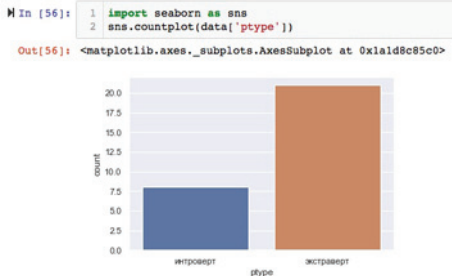 In [56]: 1 import seaborn as sns
2 sns.countplot(data['ptype'])
Out[56]: <matplotlib.axes._subplots.AxesSubplot at 0x1a1d8c85c0>
20.0
17.5
15.0
12.5
10.0
7.5
5.0
2.5
0.0
count
интроверт экстраверт
ptype